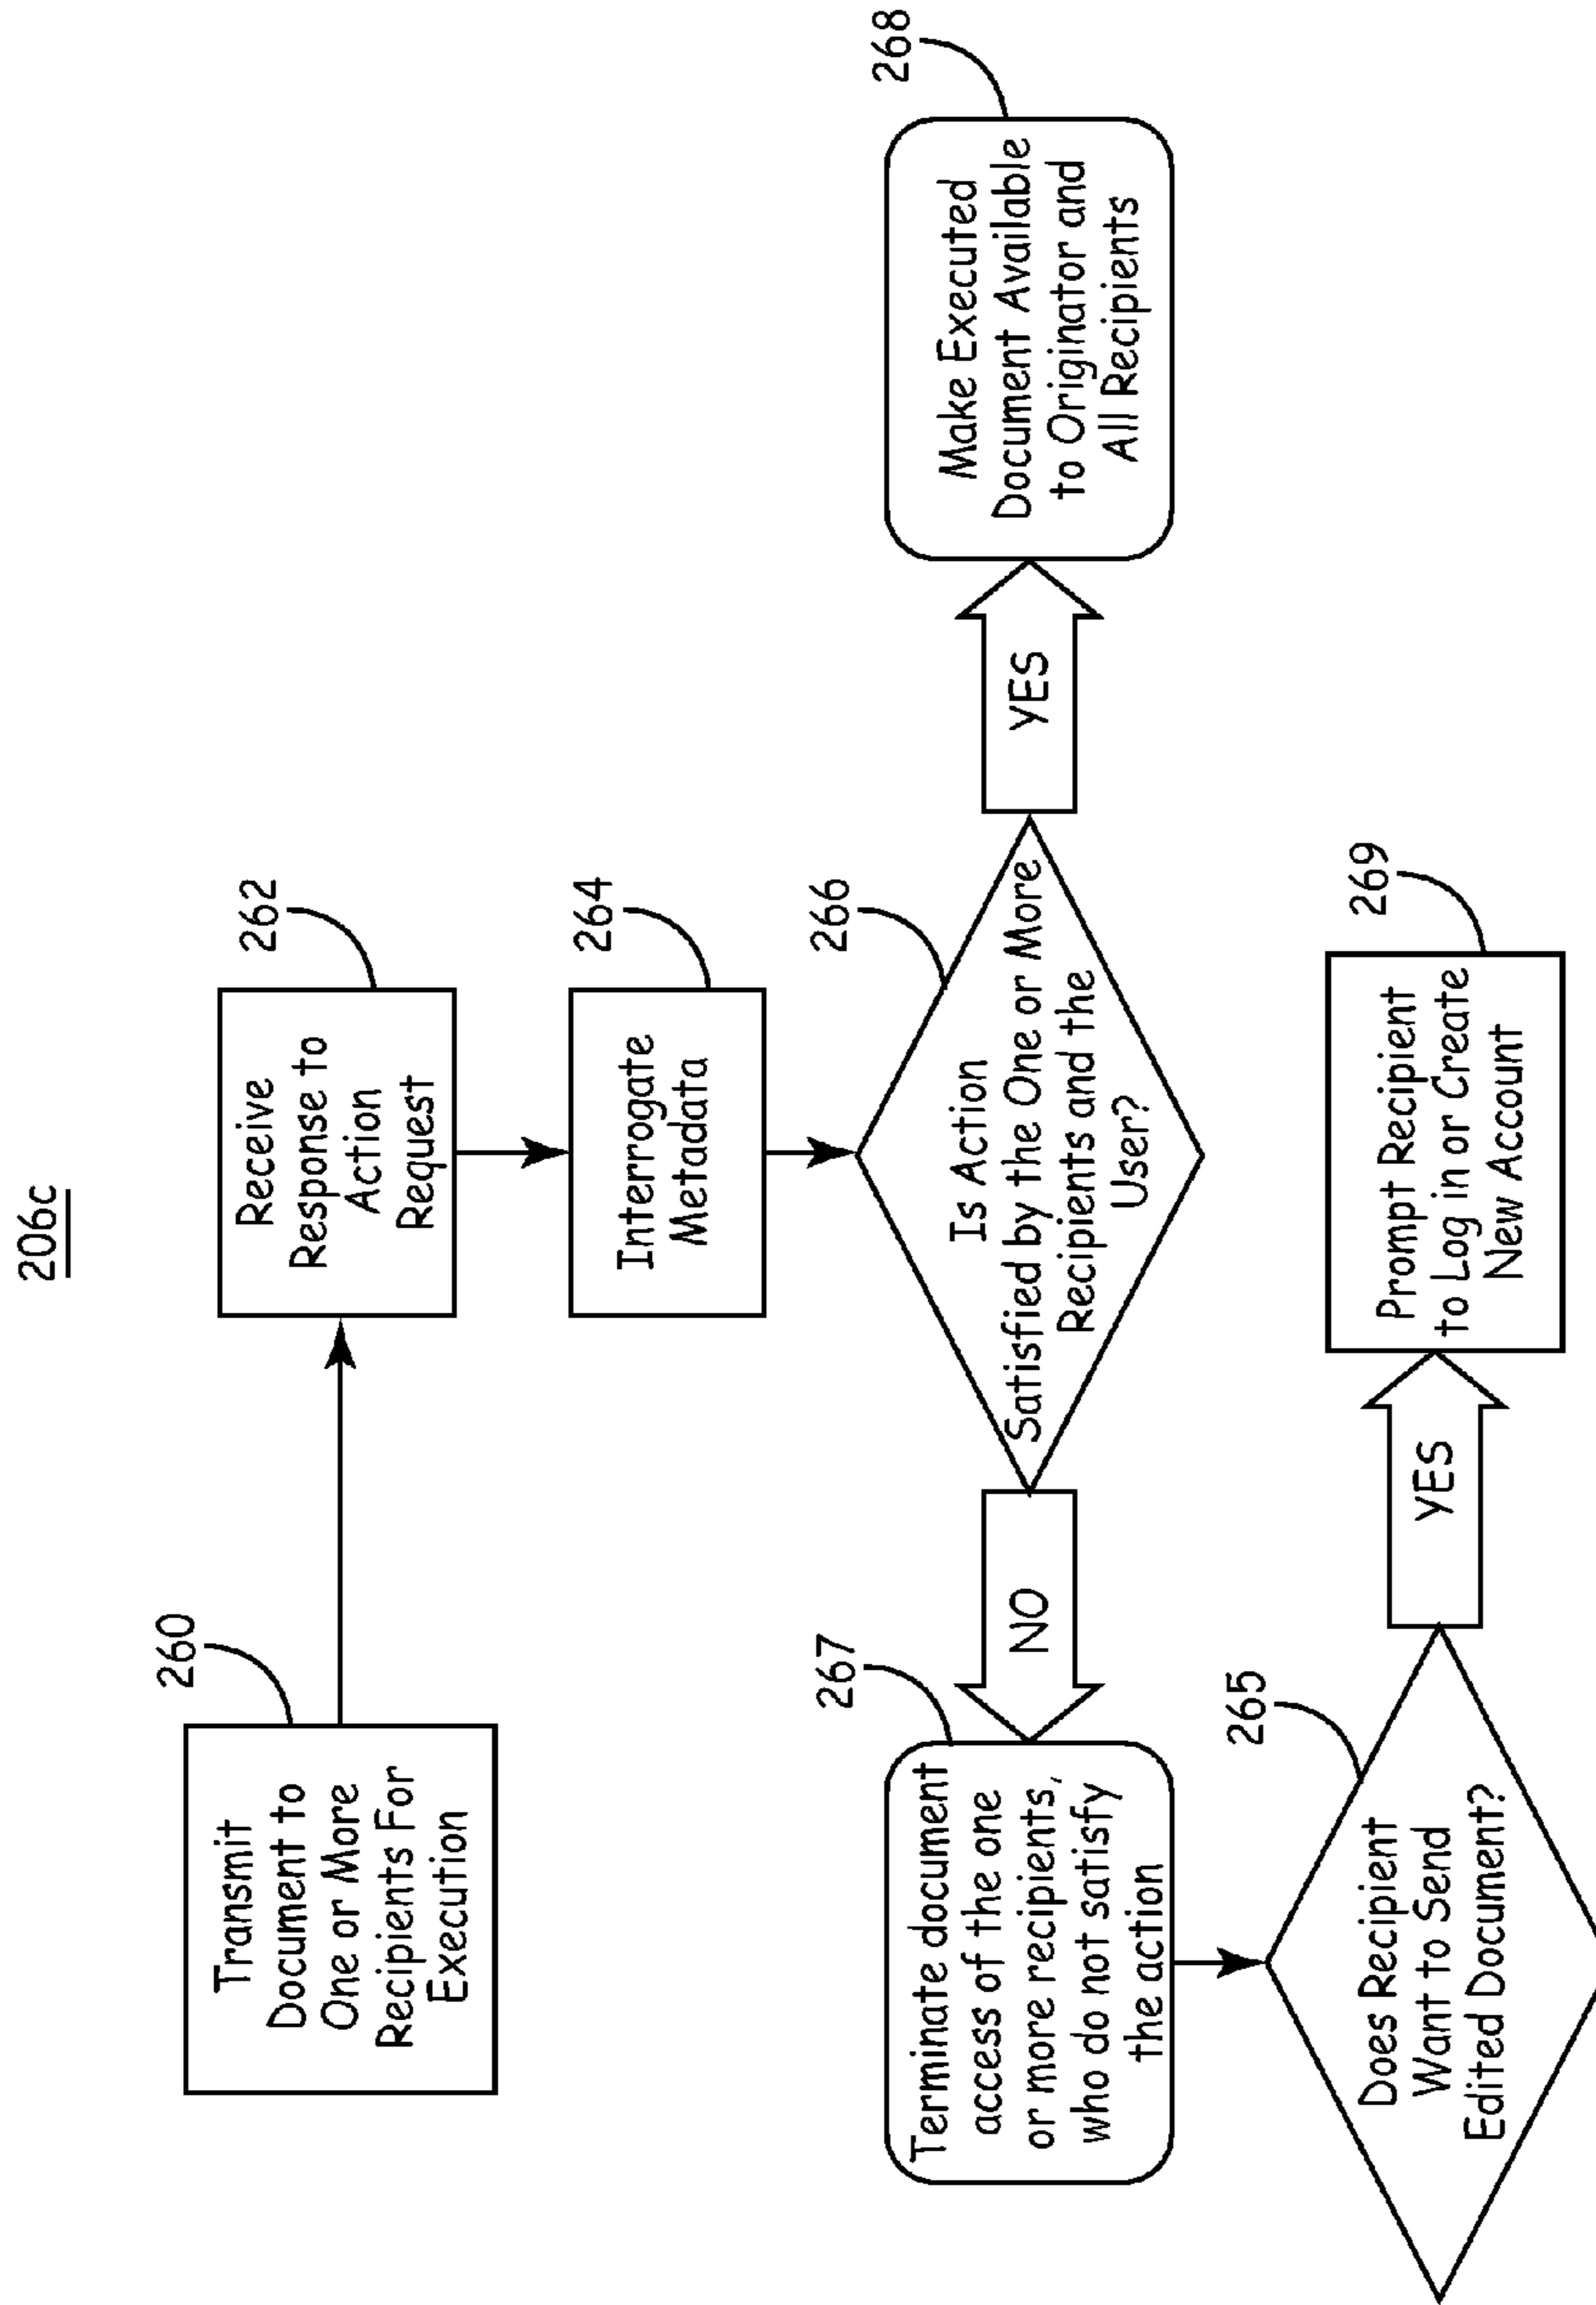 206c
260
Transmit
Document to
One or More
Recipients For
Execution
262
Receive
Response to
Action
Request
264
Interrogate
Metadata
266
Is Action
Satisfied by the One or More
Recipients and the
User?
YES
268
Make Executed
Document Available
to Originator and
All Recipients
NO
267
Terminate document
access of the one
or more recipients,
who do not satisfy
the action
265
Does Recipient
Want to Send
Edited Document?
YES
269
Prompt Recipient
to Log in or Create
New Account